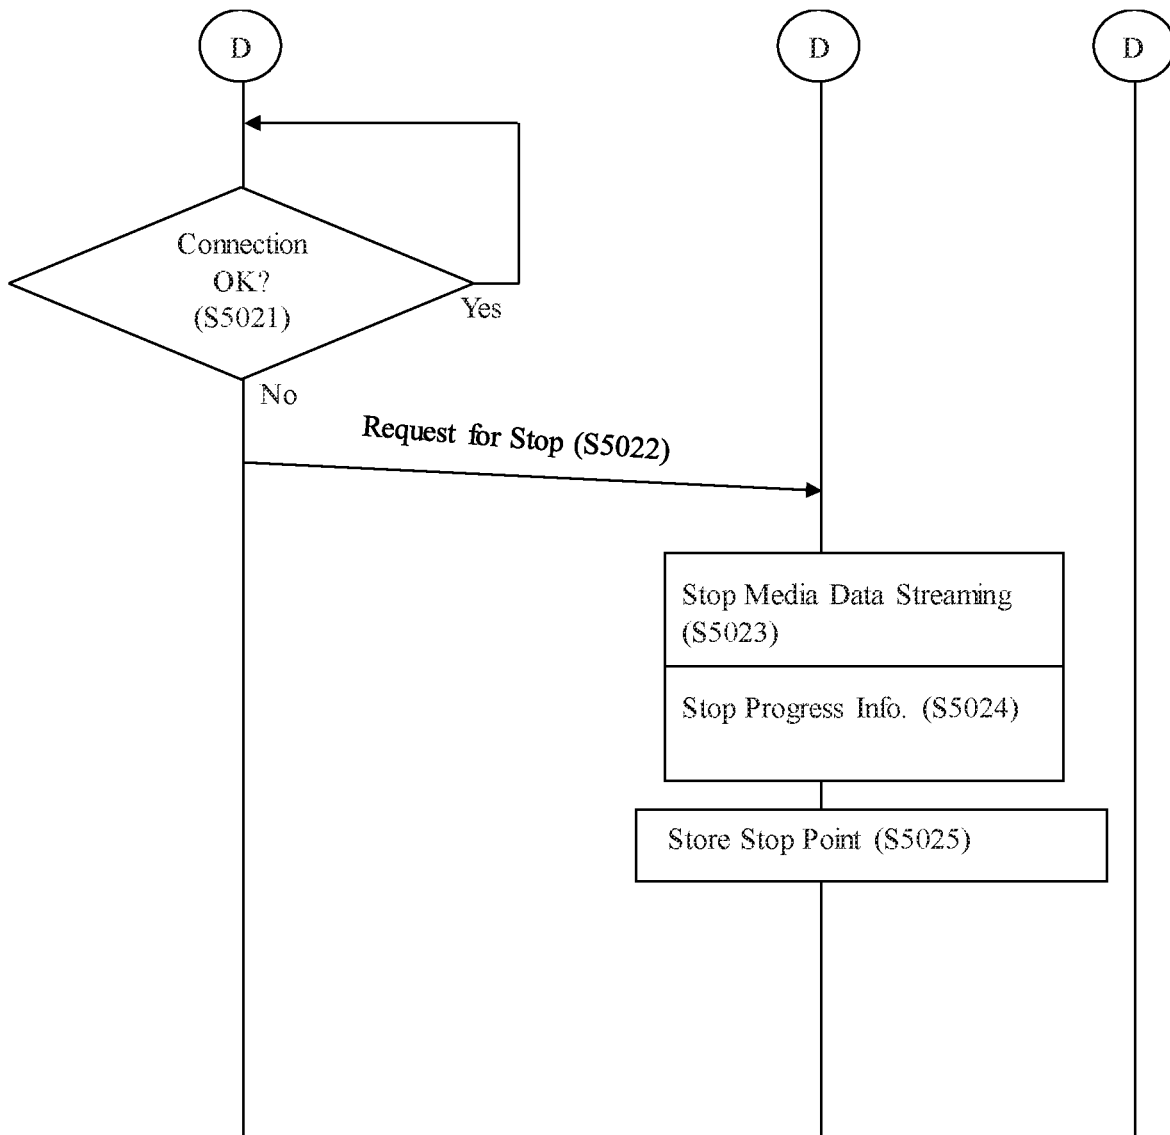 D
D
D
Connection
OK?
(S5021)
Yes
No
Request for Stop (S5022)
Stop Media Data Streaming
(S5023)
Stop Progress Info. (S5024)
Store Stop Point (S5025)